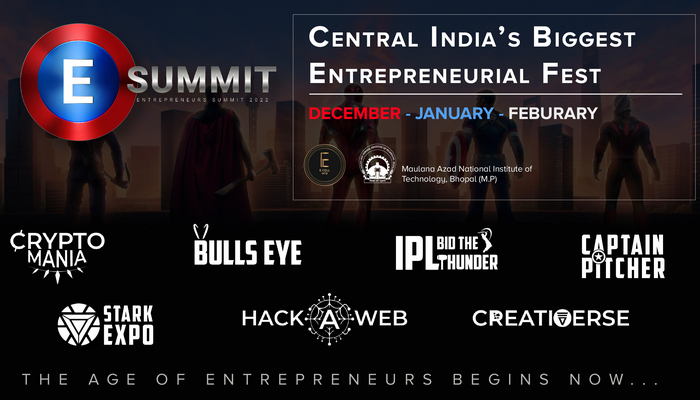 E SUMMIT
ENTREPRENEURS SUMMIT 2022
CENTRAL INDIA'S BIGGEST
ENTREPRENEURIAL FEST
DECEMBER - JANUARY - FEBURARY
E
Maulana Azad National Institute of
Technology, Bhopal (M.P)
CRYPTO
MANIA
BULLS EYE
IPL BID THE
THUNDER
CAPTAIN
PITCHER
STARK
EXPO
HACK A WEB
CREATIVERSE
THE AGE OF ENTREPRENEURS BEGINS NOW...